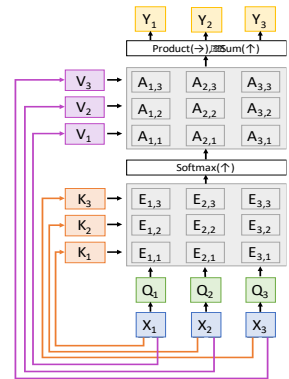 Y1 Y2 Y3
Product(→), Sum(↑)
V3 A1,3 A2,3 A3,3
V2 A1,2 A2,2 A3,2
V1 A1,1 A2,1 A3,1
Softmax(↑)
K3 E1,3 E2,3 E3,3
K2 E1,2 E2,2 E3,2
K1 E1,1 E2,1 E3,1
Q1 Q2 Q3
X1 X2 X3